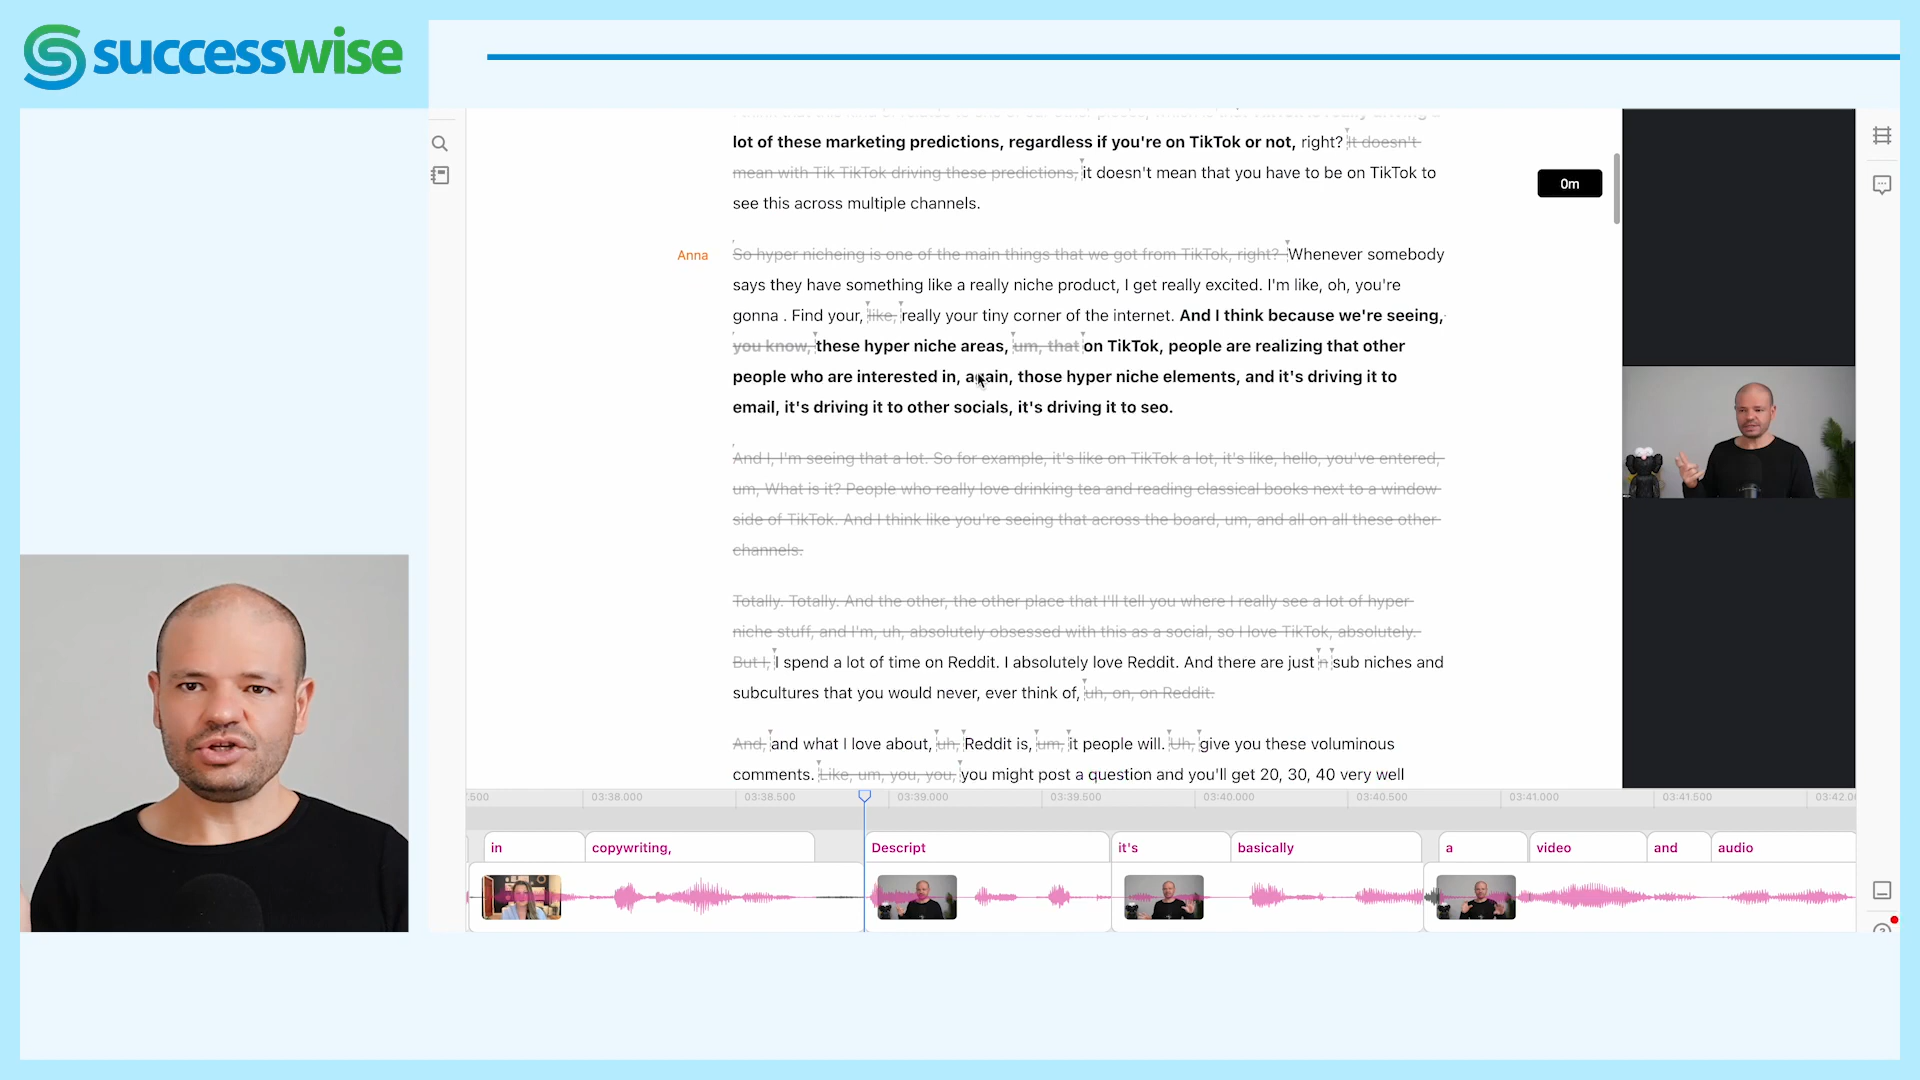 successwise
lot of these marketing predictions, regardless if you're on TikTok or not, right? It doesn't
mean with Tik TikTok driving these predictions, it doesn't mean that you have to be on TikTok to
see this across multiple channels.
0m
Anna
So hyper nicheing is one of the main things that we got from TikTok, right? Whenever somebody
says they have something like a really niche product, I get really excited. I'm like, oh, you're
gonna . Find your, like, really your tiny corner of the internet. And I think because we're seeing,
you know, these hyper niche areas, um, that on TikTok, people are realizing that other
people who are interested in, again, those hyper niche elements, and it's driving it to
email, it's driving it to other socials, it's driving it to seo.
And I, I'm seeing that a lot. So for example, it's like on TikTok a lot, it's like, hello, you've entered,
um, What is it? People who really love drinking tea and reading classical books next to a window
side of TikTok. And I think like you're seeing that across the board, um, and all on all these other
channels.
Totally. Totally. And the other, the other place that I'll tell you where I really see a lot of hyper
niche stuff, and I'm, uh, absolutely obsessed with this as a social, so I love TikTok, absolutely.
But I, I spend a lot of time on Reddit. I absolutely love Reddit. And there are just n sub niches and
subcultures that you would never, ever think of, uh, on, on Reddit.
And, and what I love about, uh, Reddit is, um, it people will. Uh, give you these voluminous
comments. Like, um, you, you, you might post a question and you'll get 20, 30, 40 very well
.500 03:38.000 03:38.500 03:39.000 03:39.500 03:40.000 03:40.500 03:41.000 03:41.500 03:42.0
in copywriting, Descript it's basically a video and audio